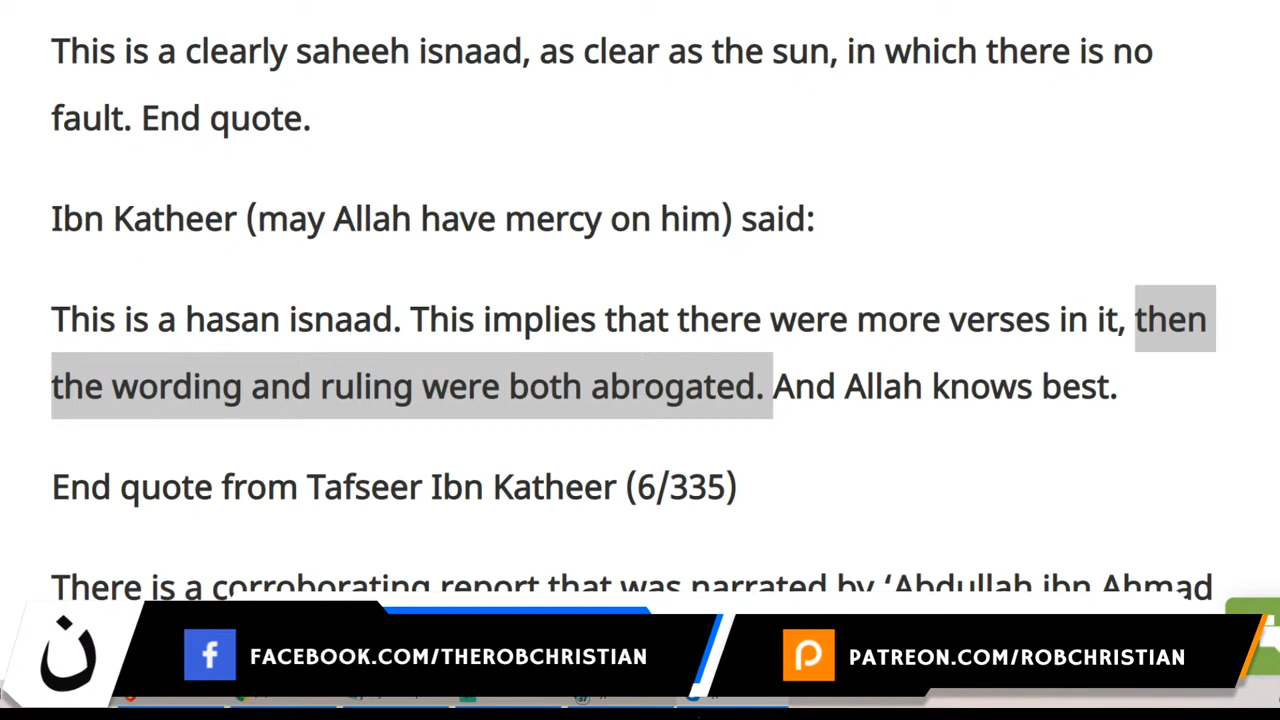 This is a clearly saheeh isnaad, as clear as the sun, in which there is no
fault. End quote.
Ibn Katheer (may Allah have mercy on him) said:
This is a hasan isnaad. This implies that there were more verses in it, then
the wording and ruling were both abrogated. And Allah knows best.
End quote from Tafseer Ibn Katheer (6/335)
There is a corroborating report that was narrated by ‘Abdullah ibn Ahmad
ن
f FACEBOOK.COM/THEROBCHRISTIAN
PATREON.COM/ROBCHRISTIAN